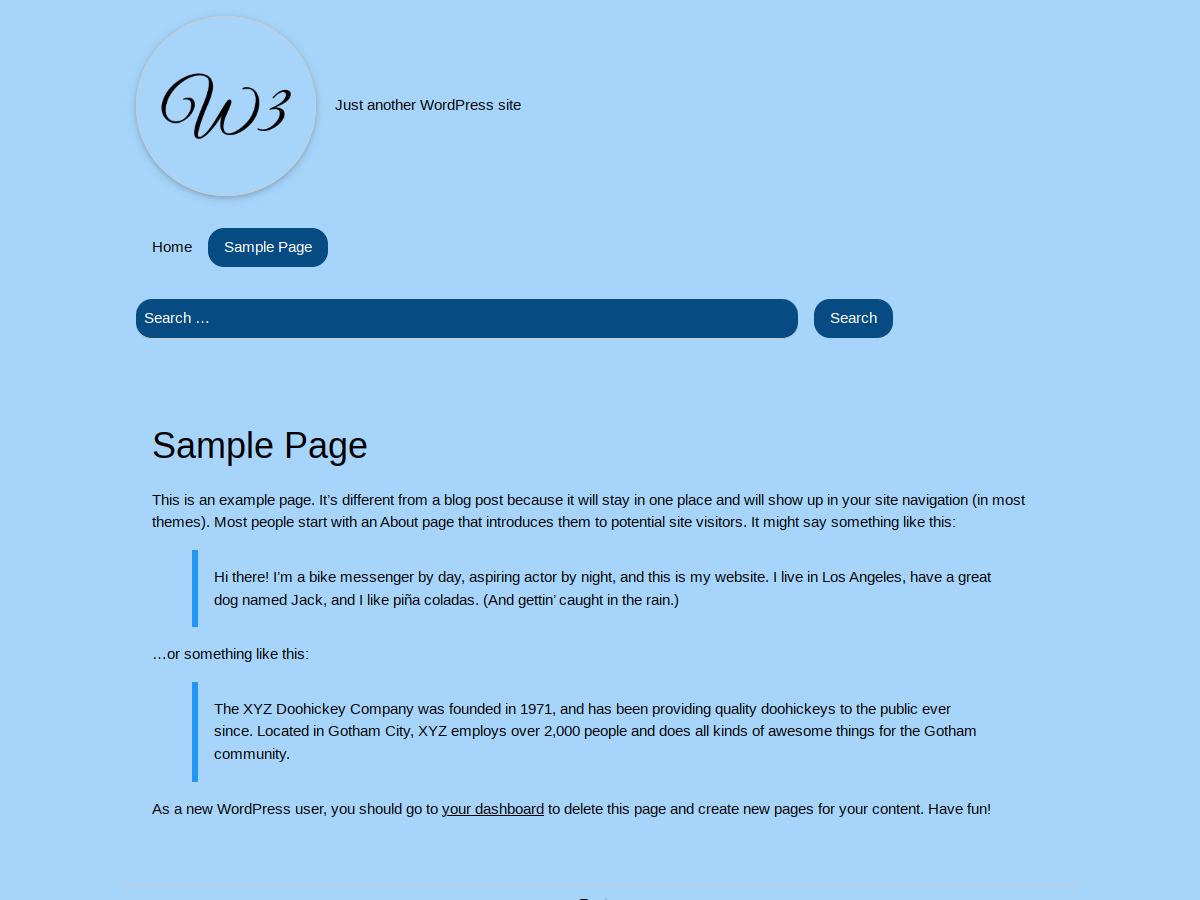 W3
Just another WordPress site
Home
Sample Page
Search …
Search
Sample Page
This is an example page. It’s different from a blog post because it will stay in one place and will show up in your site navigation (in most
themes). Most people start with an About page that introduces them to potential site visitors. It might say something like this:
Hi there! I’m a bike messenger by day, aspiring actor by night, and this is my website. I live in Los Angeles, have a great
dog named Jack, and I like piña coladas. (And gettin’ caught in the rain.)
…or something like this:
The XYZ Doohickey Company was founded in 1971, and has been providing quality doohickeys to the public ever
since. Located in Gotham City, XYZ employs over 2,000 people and does all kinds of awesome things for the Gotham
community.
As a new WordPress user, you should go to your dashboard to delete this page and create new pages for your content. Have fun!